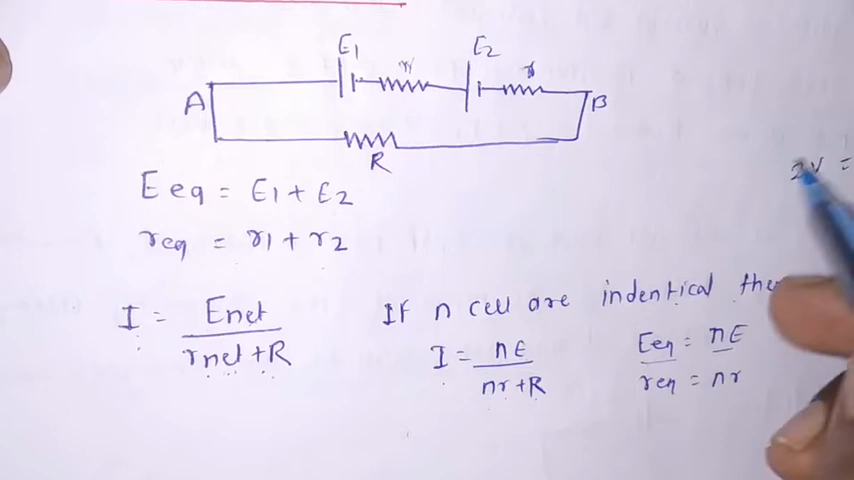 E1 r E2 r
A B
R
Eeq = E1 + E2
2V =
req = r1 + r2
I = Enet / rnet + R
If n cell are indentical the
I = nE / nr + R
Eeq = nE
req = nr